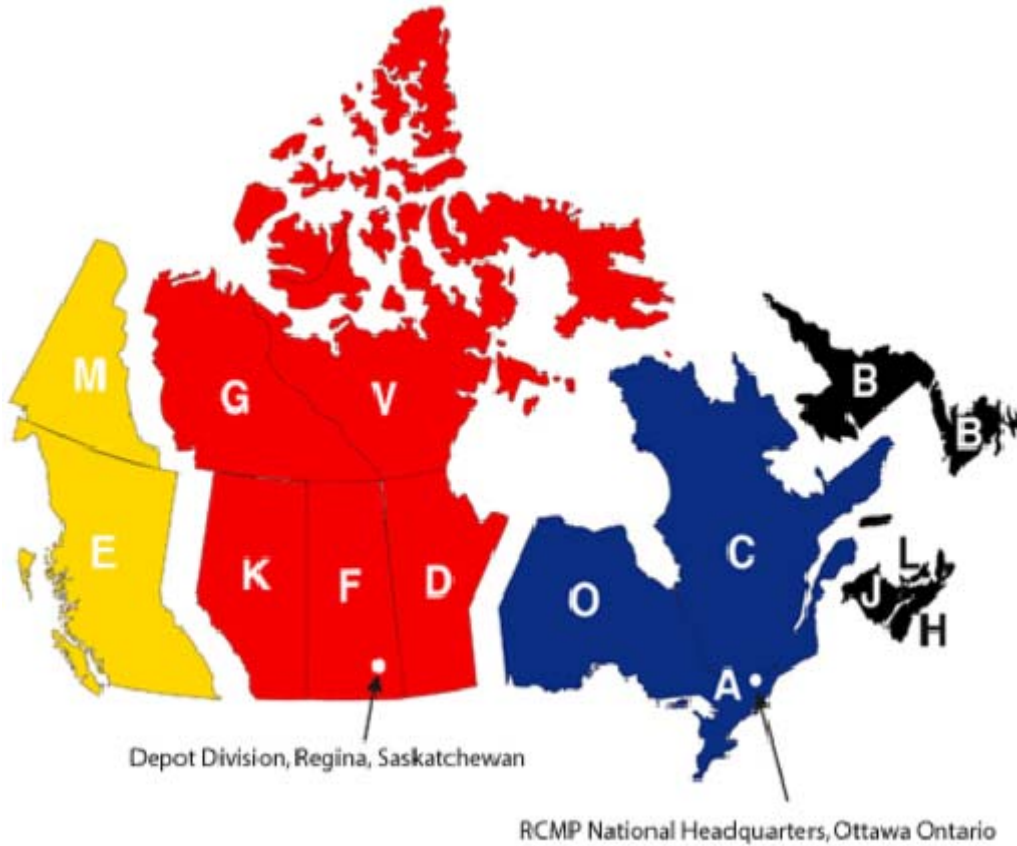 M
G
V
B
B
E
K
F
D
O
C
L
J
H
A
Depot Division, Regina, Saskatchewan
RCMP National Headquarters, Ottawa Ontario